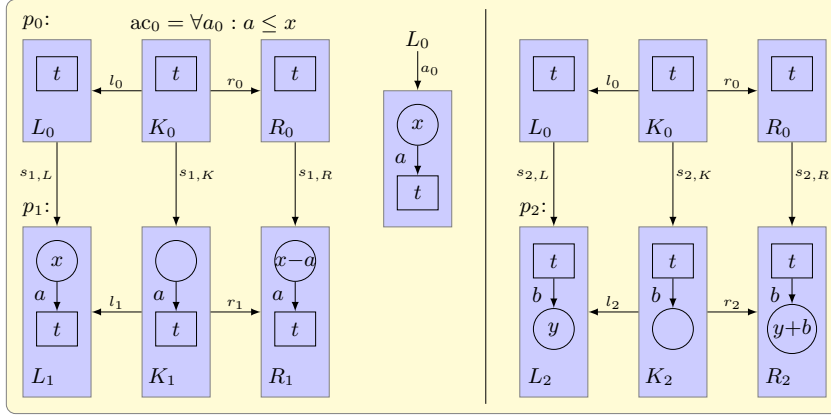 p₀: ac₀ = ∀a₀ : a ≤ x
t l₀ t r₀ t
L₀ K₀ R₀
L₀
a₀
x
a
t
s₁,L s₁,K s₁,R
p₁:
x x−a
a a a
l₁ r₁
t t t
L₁ K₁ R₁
t l₀ t r₀ t
L₀ K₀ R₀
s₂,L s₂,K s₂,R
p₂:
t t t
b b b
l₂ r₂
y y+b
L₂ K₂ R₂